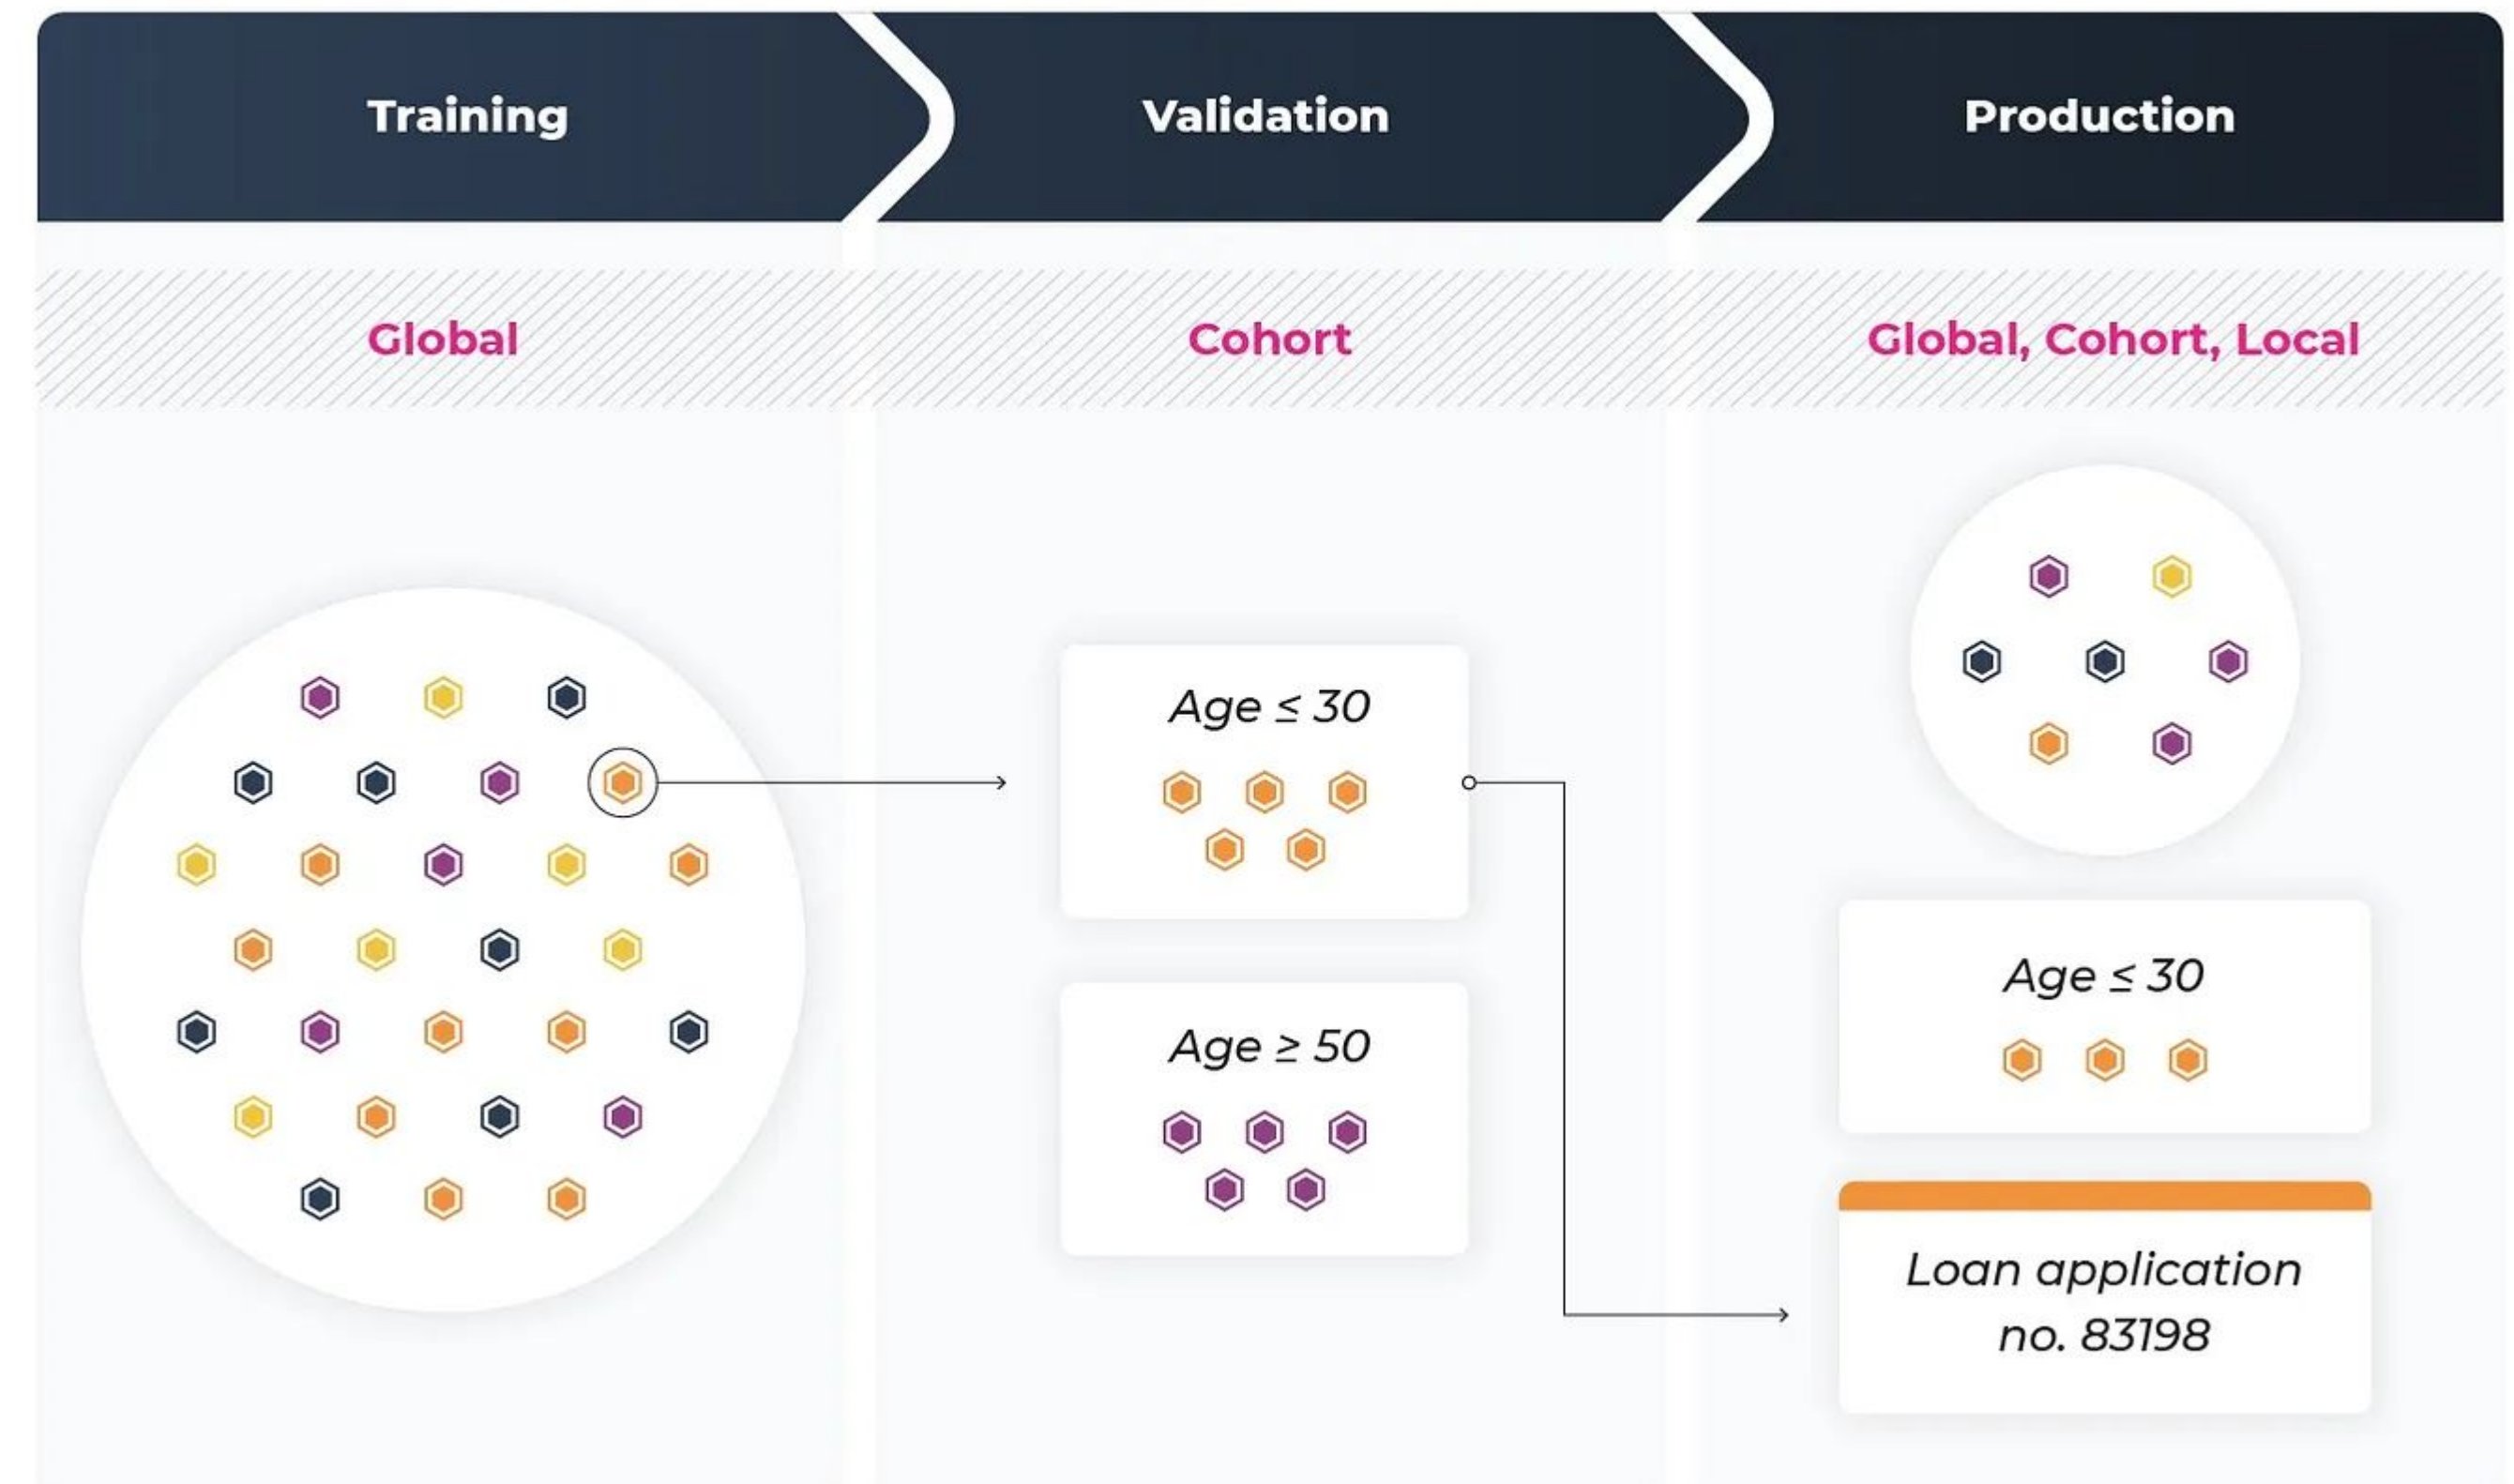 Training
Validation
Production
Global
Cohort
Global, Cohort, Local
Age ≤ 30
Age ≥ 50
Age ≤ 30
Loan application
no. 83198